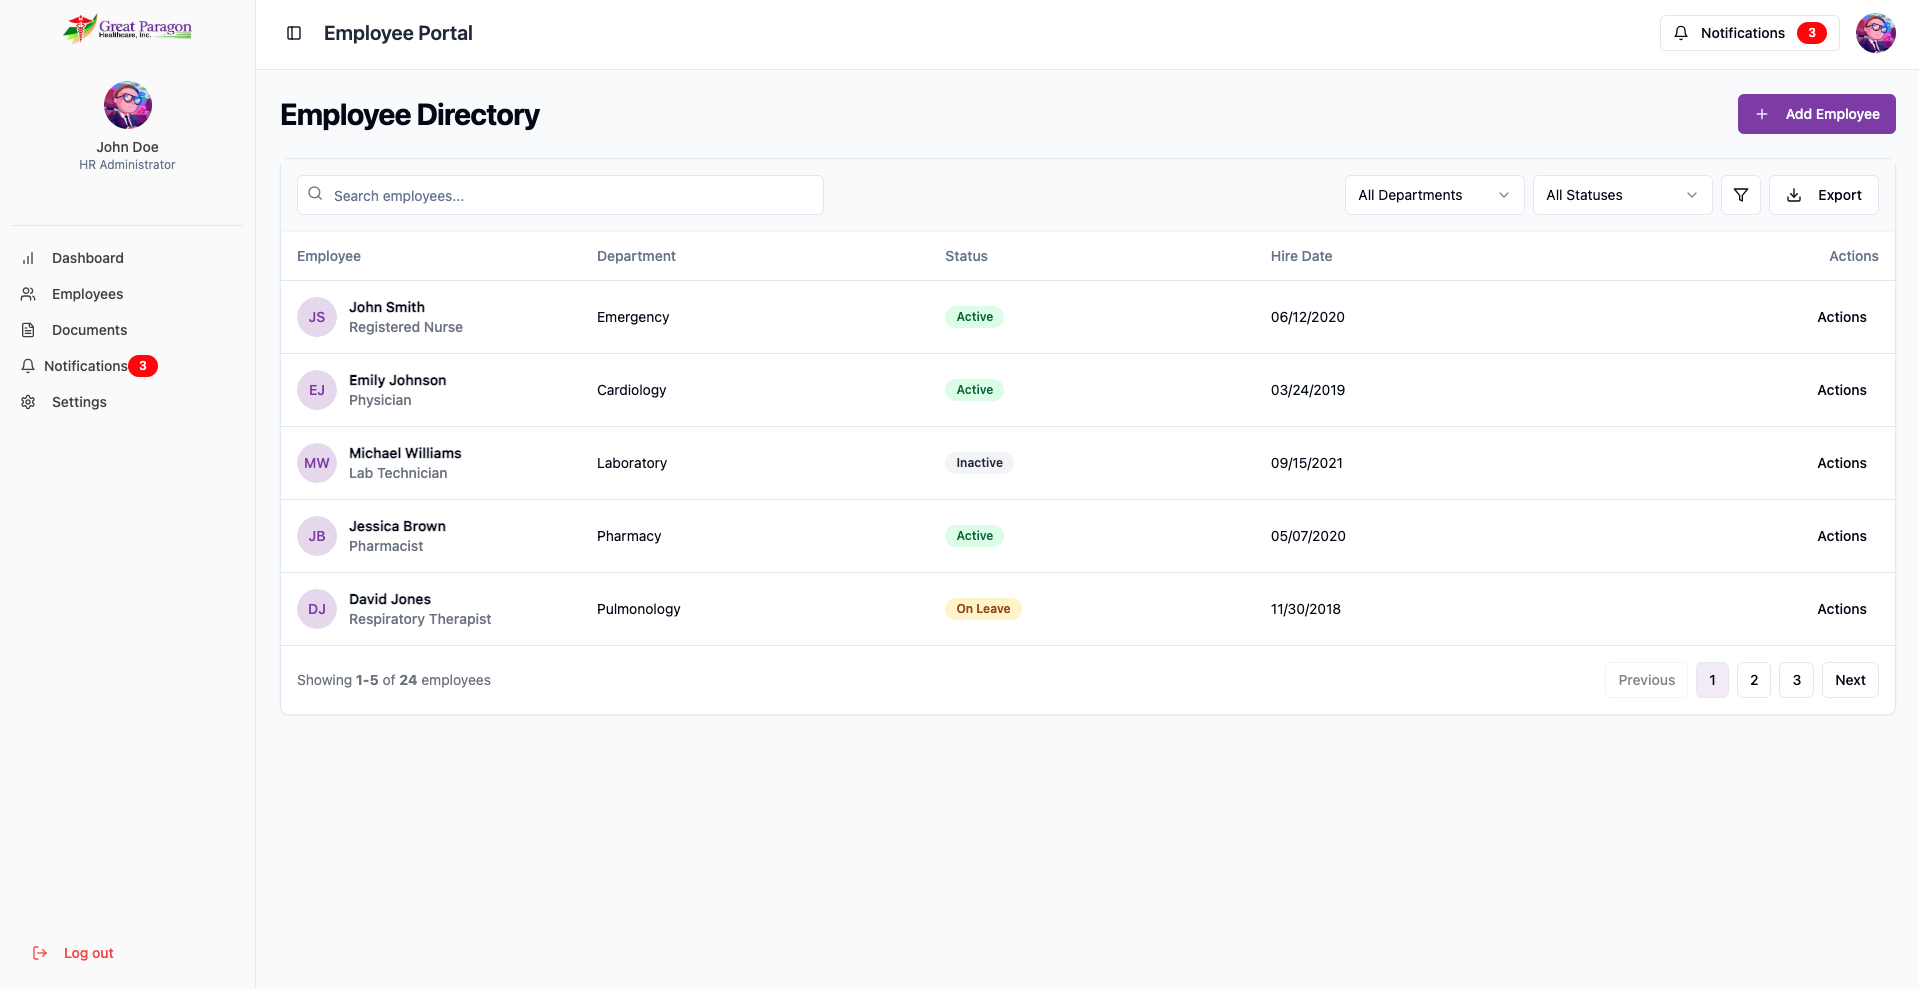 Great Paragon
Healthcare, Inc.
John Doe
HR Administrator
Dashboard
Employees
Documents
Notifications 3
Settings
Log out
Employee Portal
Notifications 3
Employee Directory
Add Employee
Search employees...
All Departments
All Statuses
Export
Employee Department Status Hire Date Actions
JS John Smith
Registered Nurse
Emergency Active 06/12/2020 Actions
EJ Emily Johnson
Physician
Cardiology Active 03/24/2019 Actions
MW Michael Williams
Lab Technician
Laboratory Inactive 09/15/2021 Actions
JB Jessica Brown
Pharmacist
Pharmacy Active 05/07/2020 Actions
DJ David Jones
Respiratory Therapist
Pulmonology On Leave 11/30/2018 Actions
Showing 1-5 of 24 employees
Previous 1 2 3 Next